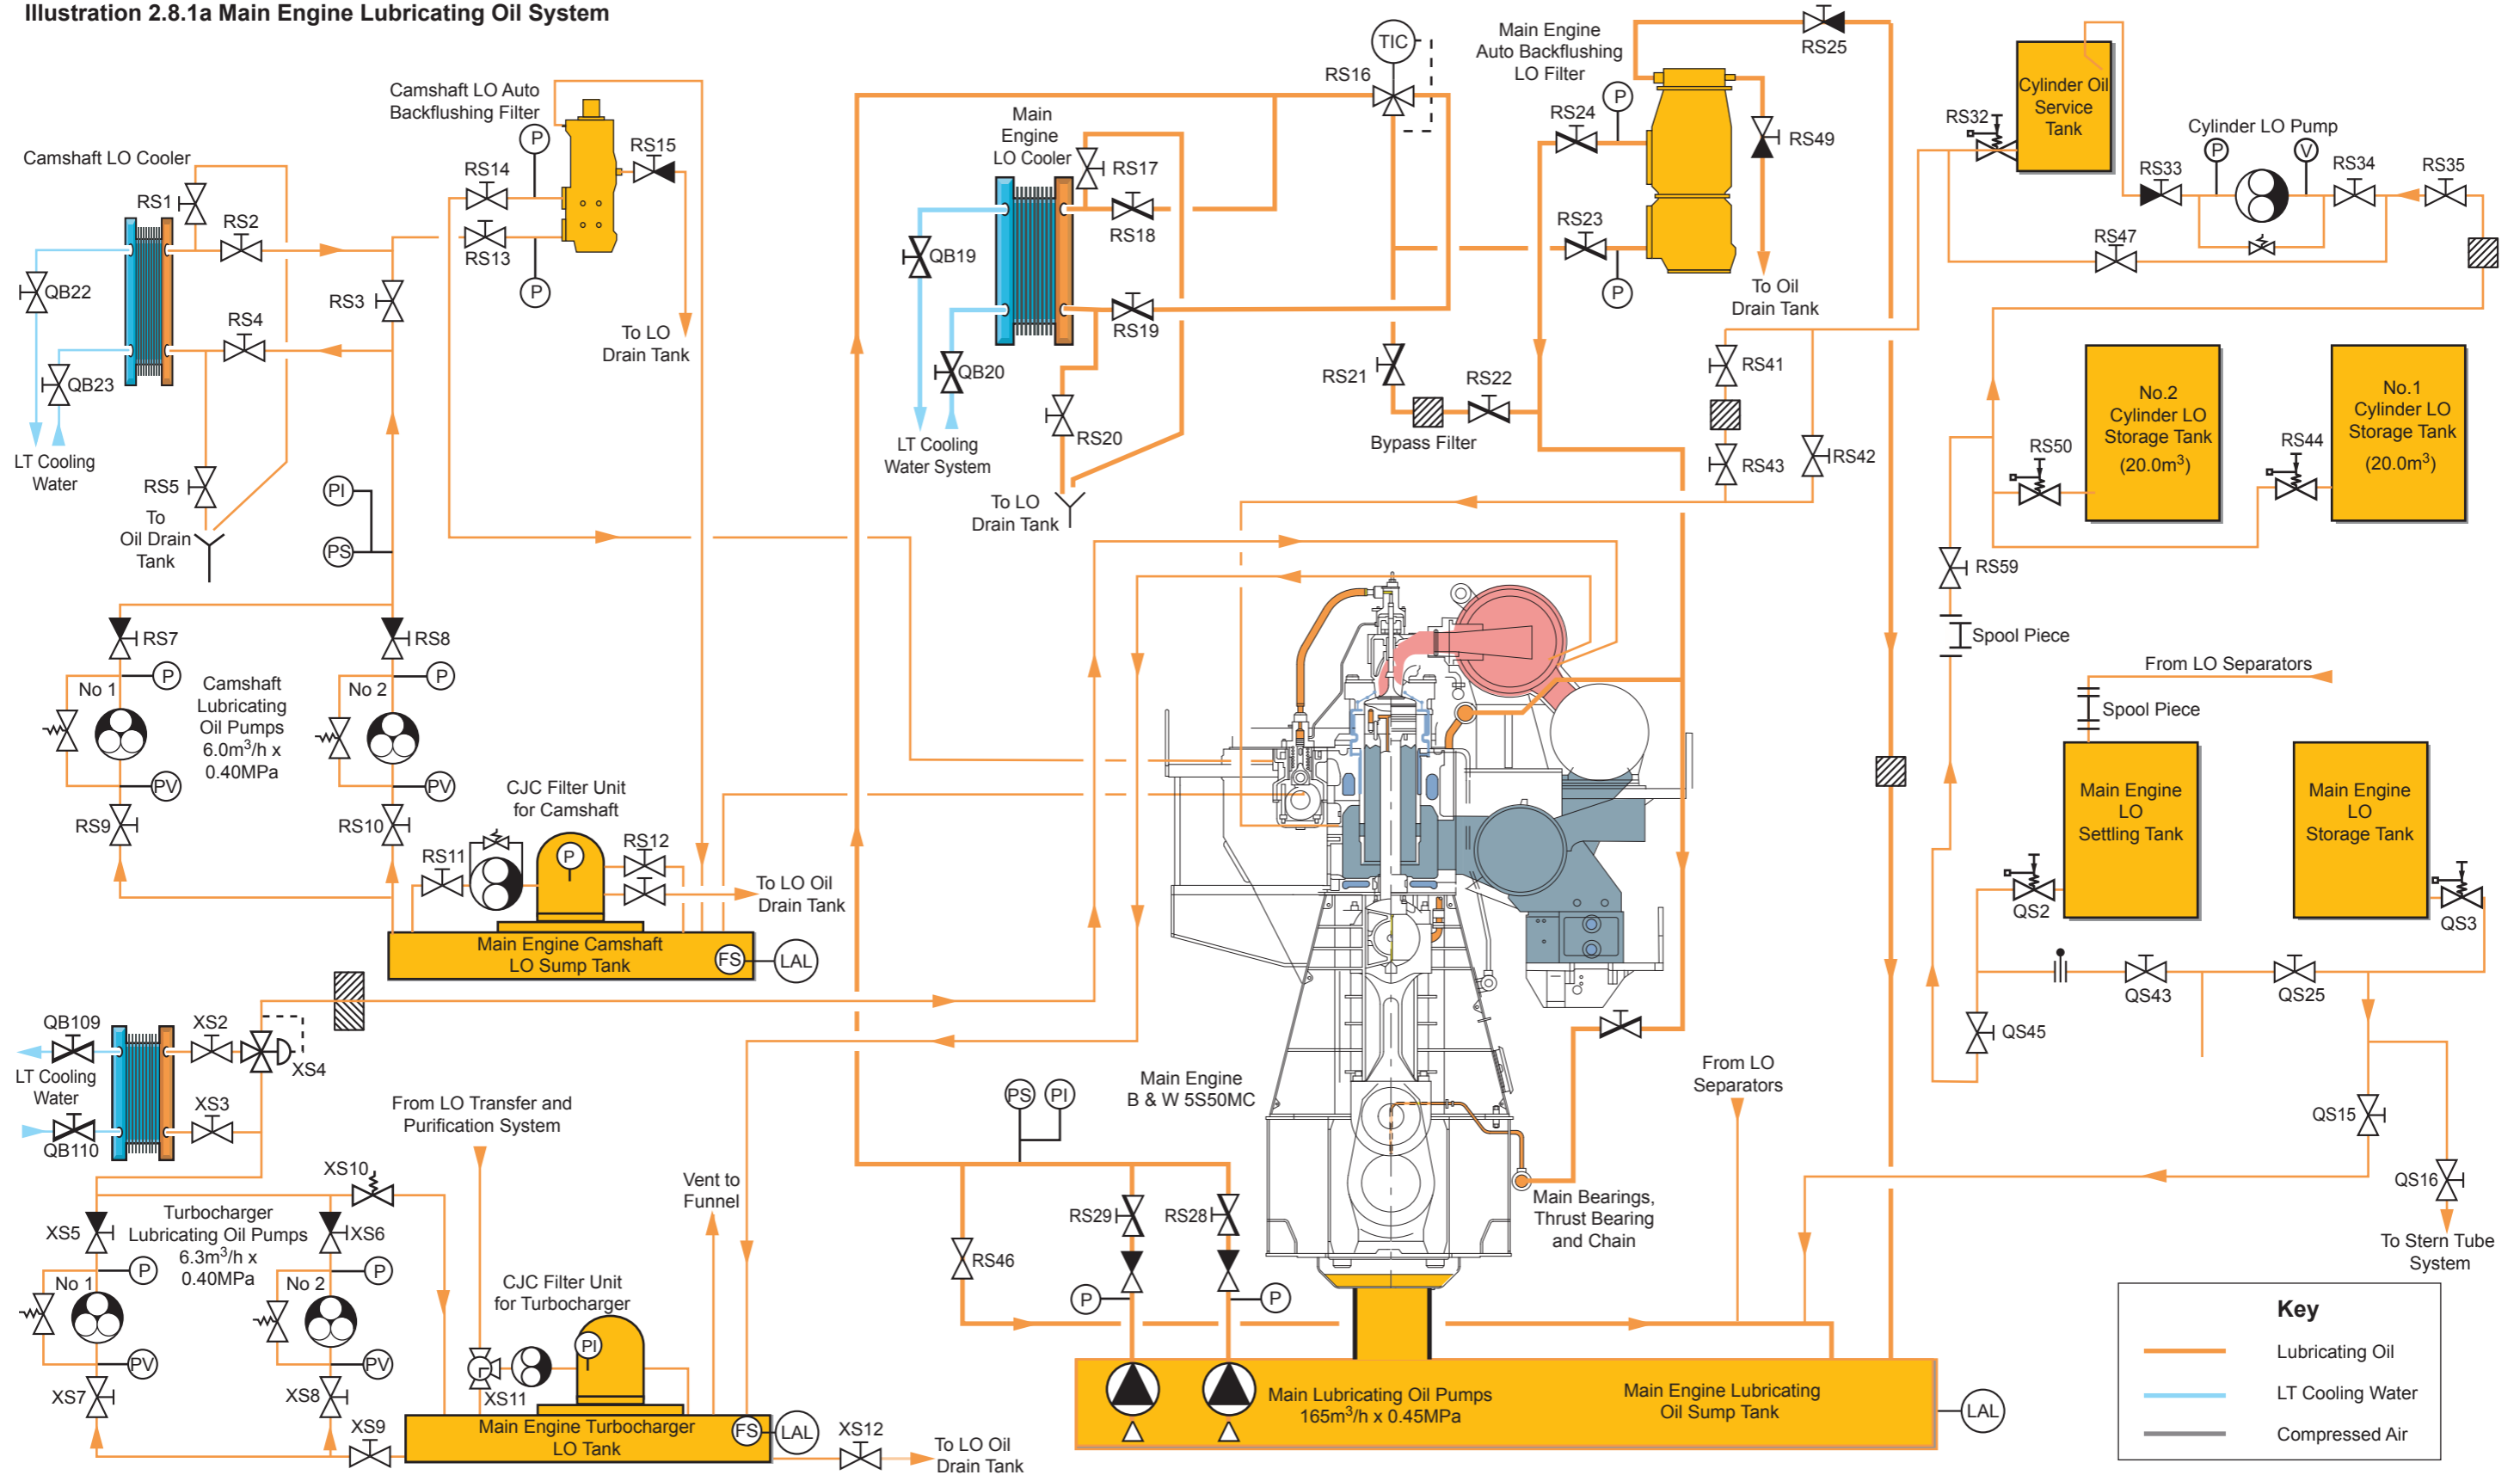 Illustration 2.8.1a Main Engine Lubricating Oil System
Camshaft LO Cooler
RS1
RS2
QB22
RS3
RS4
QB23
LT Cooling
Water
RS5
To
Oil Drain
Tank
PI
PS
Camshaft LO Auto
Backflushing Filter
P
RS14
RS15
RS13
P
To LO
Drain Tank
RS7
RS8
P
P
No 1
No 2
Camshaft
Lubricating
Oil Pumps
6.0m³/h x
0.40MPa
PV
PV
RS9
RS10
CJC Filter Unit
for Camshaft
RS11
P
RS12
To LO Oil
Drain Tank
Main Engine Camshaft
LO Sump Tank
FS
LAL
QB109
XS2
XS4
LT Cooling
Water
XS3
QB110
XS10
XS5
XS6
Turbocharger
Lubricating Oil Pumps
6.3m³/h x
0.40MPa
P
P
No 1
No 2
PV
PV
XS7
XS8
XS9
From LO Transfer and
Purification System
CJC Filter Unit
for Turbocharger
PI
XS11
Vent to
Funnel
Main Engine Turbocharger
LO Tank
FS
LAL
XS12
To LO Oil
Drain Tank
Main
Engine
LO Cooler
RS17
RS18
QB19
RS19
QB20
LT Cooling
Water System
RS20
To LO
Drain Tank
TIC
RS16
Main Engine
Auto Backflushing
LO Filter
P
RS24
RS23
P
RS25
RS49
To Oil
Drain Tank
RS21
RS22
Bypass Filter
RS41
RS43
RS42
Cylinder Oil
Service
Tank
RS32
Cylinder LO Pump
P
V
RS33
RS34
RS35
RS47
No.2
Cylinder LO
Storage Tank
(20.0m³)
No.1
Cylinder LO
Storage Tank
(20.0m³)
RS50
RS44
RS59
Spool Piece
From LO Separators
Spool Piece
Main Engine
LO
Settling Tank
Main Engine
LO
Storage Tank
QS2
QS3
QS43
QS25
QS45
QS15
QS16
To Stern Tube
System
PS
PI
Main Engine
B & W 5S50MC
From LO
Separators
RS29
RS28
RS46
P
P
Main Bearings,
Thrust Bearing
and Chain
Main Lubricating Oil Pumps
165m³/h x 0.45MPa
Main Engine Lubricating
Oil Sump Tank
LAL
Key
Lubricating Oil
LT Cooling Water
Compressed Air